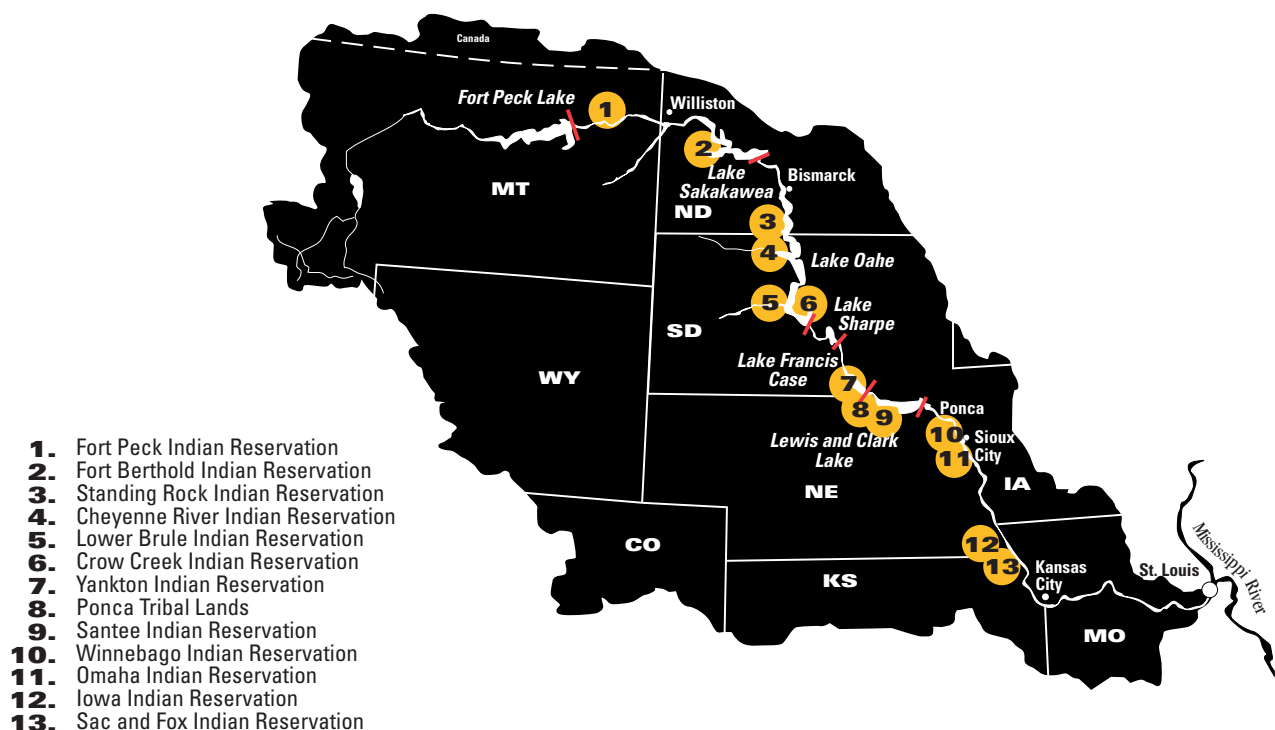 Canada
Fort Peck Lake
1
Williston
2
Lake
Sakakawea
Bismarck
MT
ND
3
4
Lake Oahe
5
6
Lake
Sharpe
SD
WY
Lake Francis
Case
7
8
9
Ponca
10
Sioux
City
11
Lewis and Clark
Lake
NE
IA
CO
12
13
KS
Kansas
City
St. Louis
Mississippi River
MO
1. Fort Peck Indian Reservation
2. Fort Berthold Indian Reservation
3. Standing Rock Indian Reservation
4. Cheyenne River Indian Reservation
5. Lower Brule Indian Reservation
6. Crow Creek Indian Reservation
7. Yankton Indian Reservation
8. Ponca Tribal Lands
9. Santee Indian Reservation
10. Winnebago Indian Reservation
11. Omaha Indian Reservation
12. Iowa Indian Reservation
13. Sac and Fox Indian Reservation